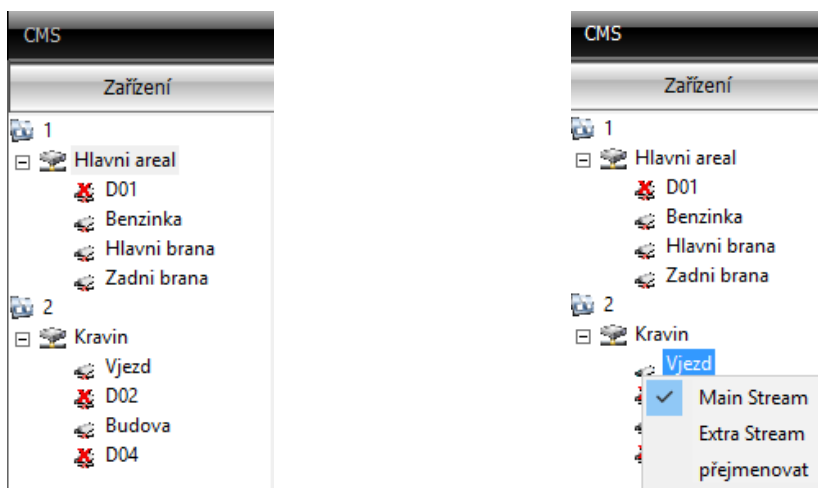 CMS
Zařízení
1
Hlavni areal
D01
Benzinka
Hlavni brana
Zadni brana
2
Kravin
Vjezd
D02
Budova
D04
CMS
Zařízení
1
Hlavni areal
D01
Benzinka
Hlavni brana
Zadni brana
2
Kravin
Vjezd
Main Stream
Extra Stream
přejmenovat